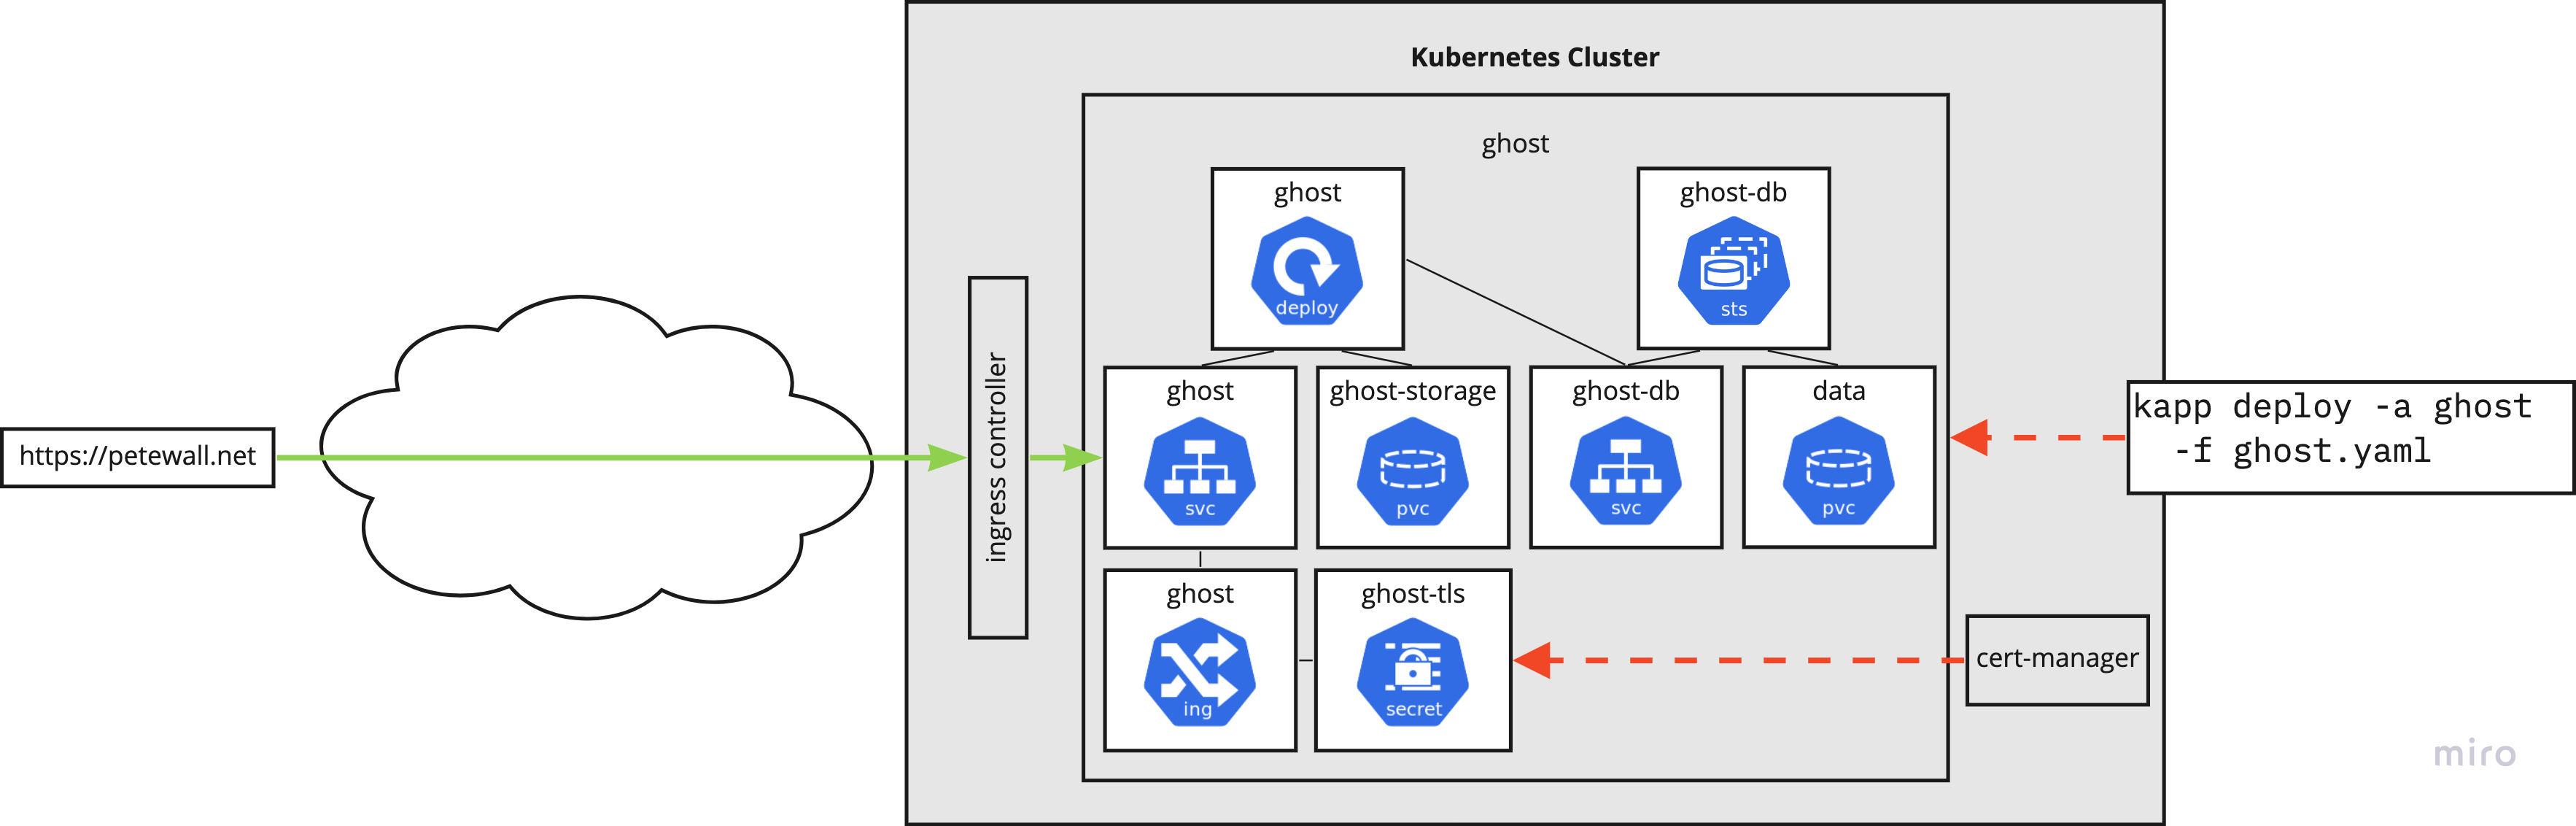 Kubernetes Cluster
ghost
ghost
deploy
ghost-db
sts
https://petewall.net
ingress controller
ghost
svc
ghost-storage
pvc
ghost-db
svc
data
pvc
kapp deploy -a ghost
-f ghost.yaml
ghost
ing
ghost-tls
secret
cert-manager
miro